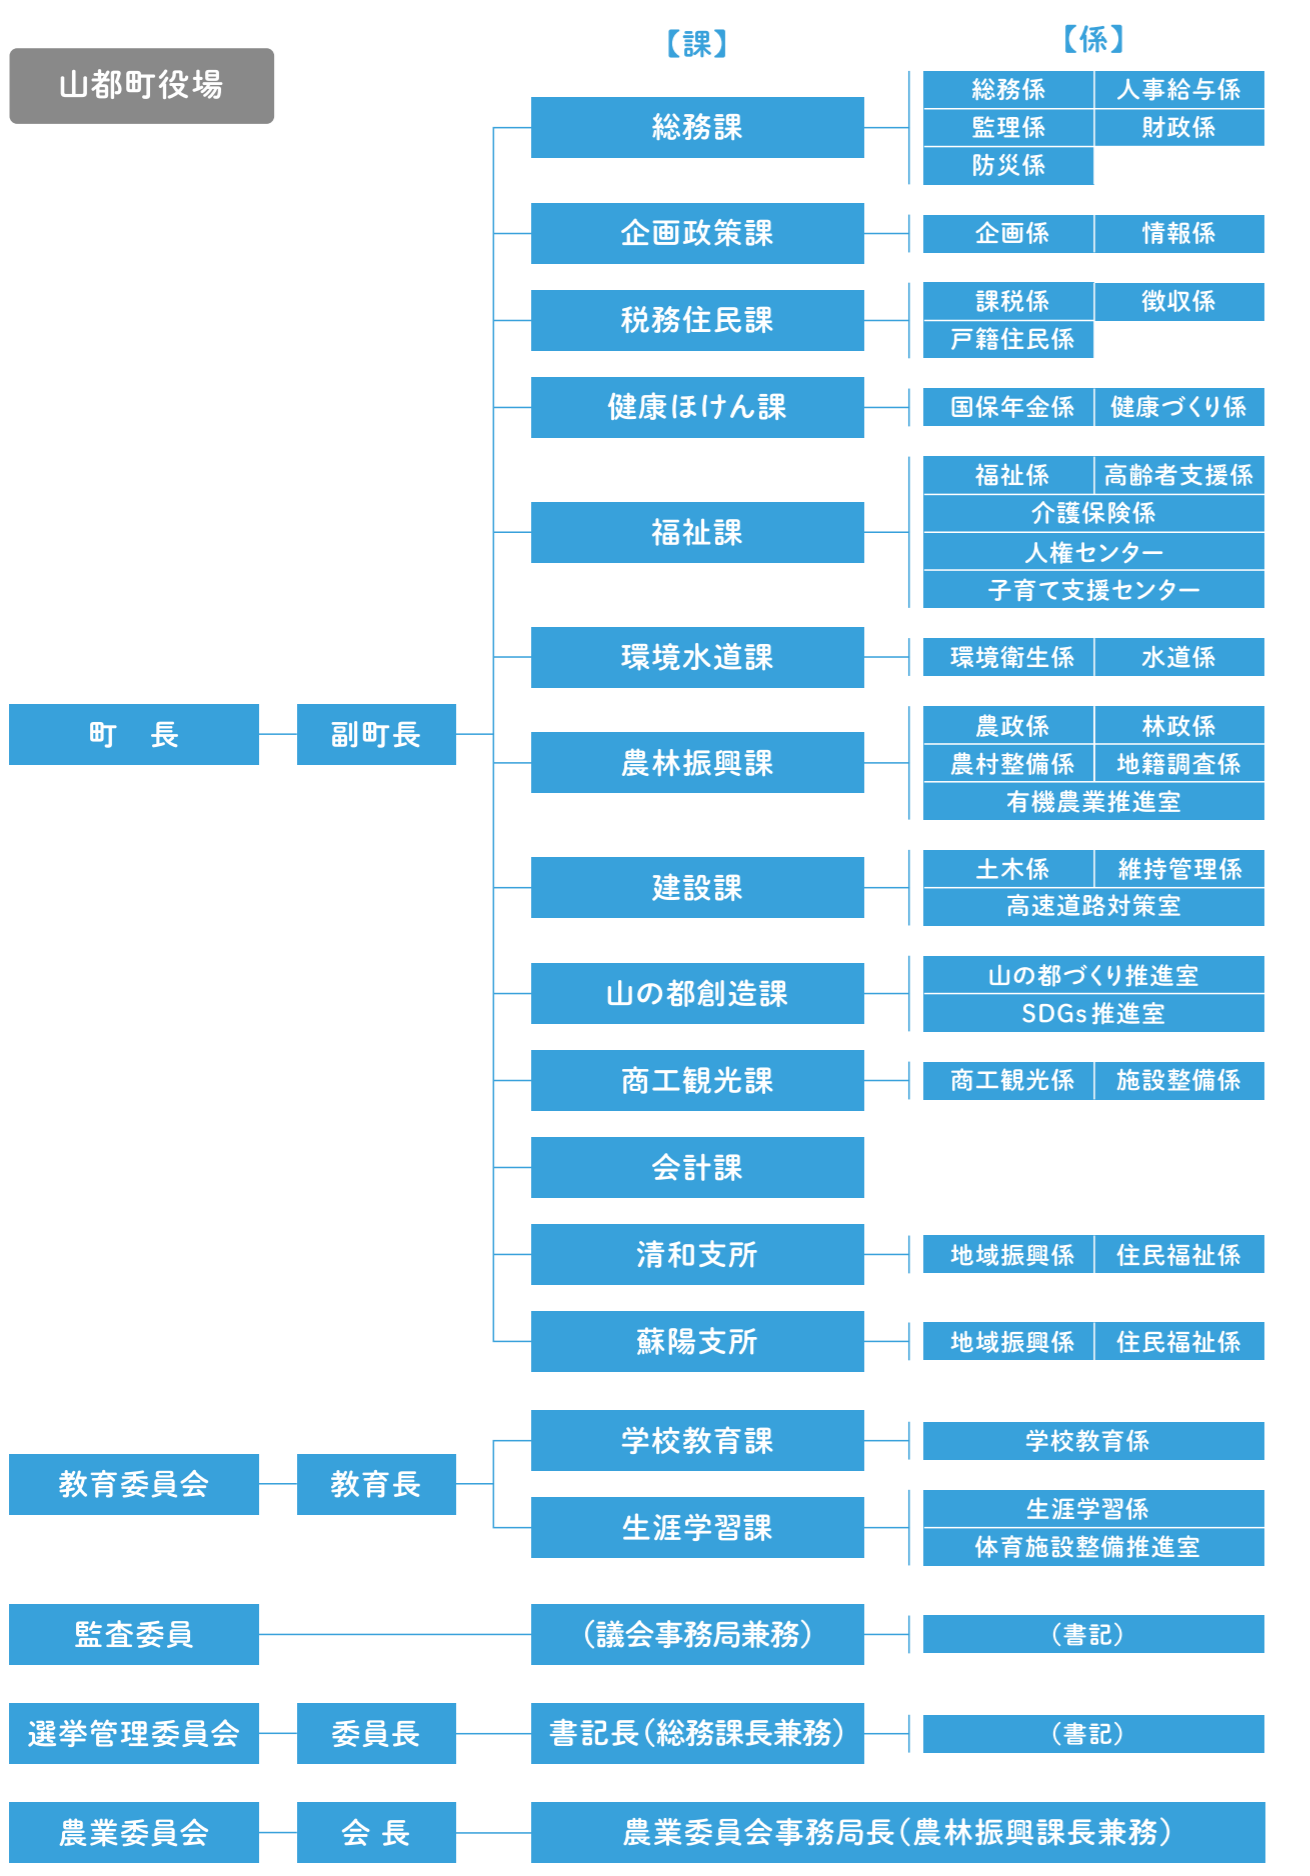 山都町役場
【課】
【係】
町　長
副町長
総務課
総務係
人事給与係
監理係
財政係
防災係
企画政策課
企画係
情報係
税務住民課
課税係
徴収係
戸籍住民係
健康ほけん課
国保年金係
健康づくり係
福祉課
福祉係
高齢者支援係
介護保険係
人権センター
子育て支援センター
環境水道課
環境衛生係
水道係
農林振興課
農政係
林政係
農村整備係
地籍調査係
有機農業推進室
建設課
土木係
維持管理係
高速道路対策室
山の都創造課
山の都づくり推進室
SDGs推進室
商工観光課
商工観光係
施設整備係
会計課
清和支所
地域振興係
住民福祉係
蘇陽支所
地域振興係
住民福祉係
教育委員会
教育長
学校教育課
学校教育係
生涯学習課
生涯学習係
体育施設整備推進室
監査委員
（議会事務局兼務）
（書記）
選挙管理委員会
委員長
書記長（総務課長兼務）
（書記）
農業委員会
会 長
農業委員会事務局長（農林振興課長兼務）